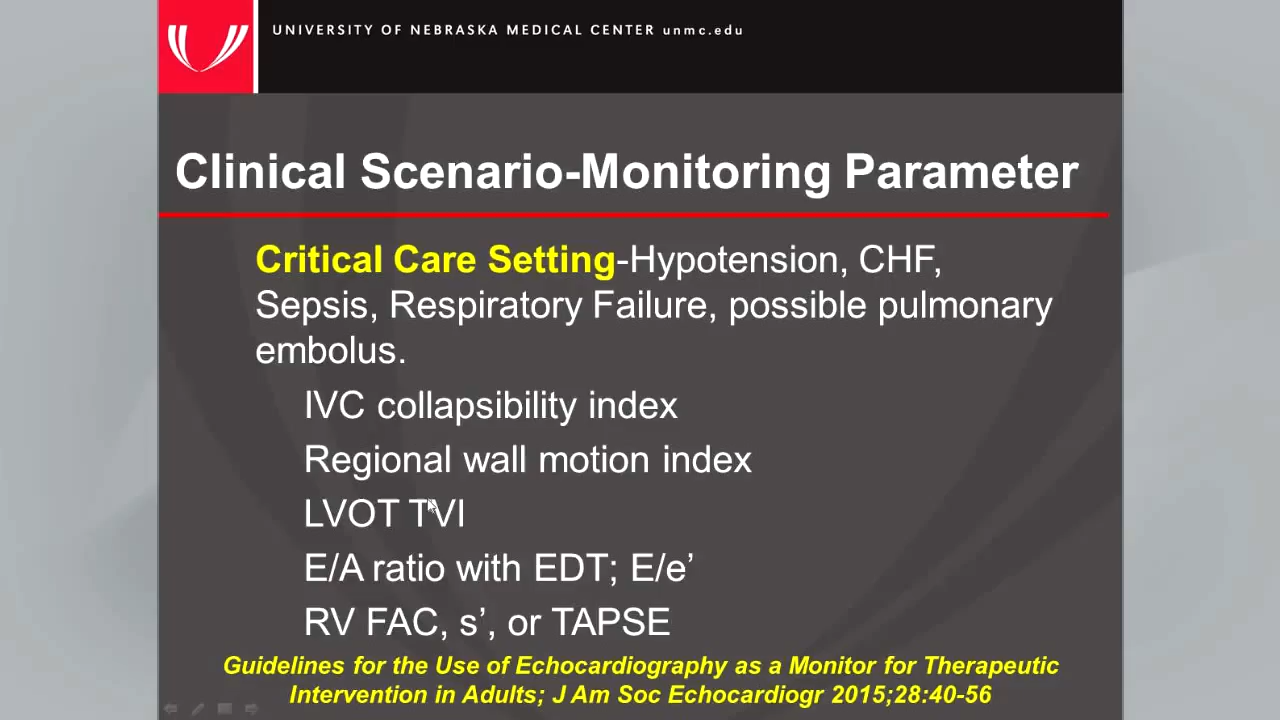 UNIVERSITY OF NEBRASKA MEDICAL CENTER unmc.edu
Clinical Scenario-Monitoring Parameter
Critical Care Setting-Hypotension, CHF,
Sepsis, Respiratory Failure, possible pulmonary
embolus.
IVC collapsibility index
Regional wall motion index
LVOT TVI
E/A ratio with EDT; E/e’
RV FAC, s’, or TAPSE
Guidelines for the Use of Echocardiography as a Monitor for Therapeutic
Intervention in Adults; J Am Soc Echocardiogr 2015;28:40-56